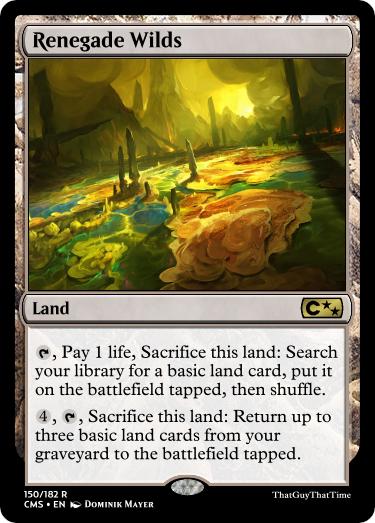 Renegade Wilds
Land
C
, Pay 1 life, Sacrifice this land: Search
your library for a basic land card, put it
on the battlefield tapped, then shuffle.
4, , Sacrifice this land: Return up to
three basic land cards from your
graveyard to the battlefield tapped.
150/182 R
CMS • EN Dominik Mayer
ThatGuyThatTime